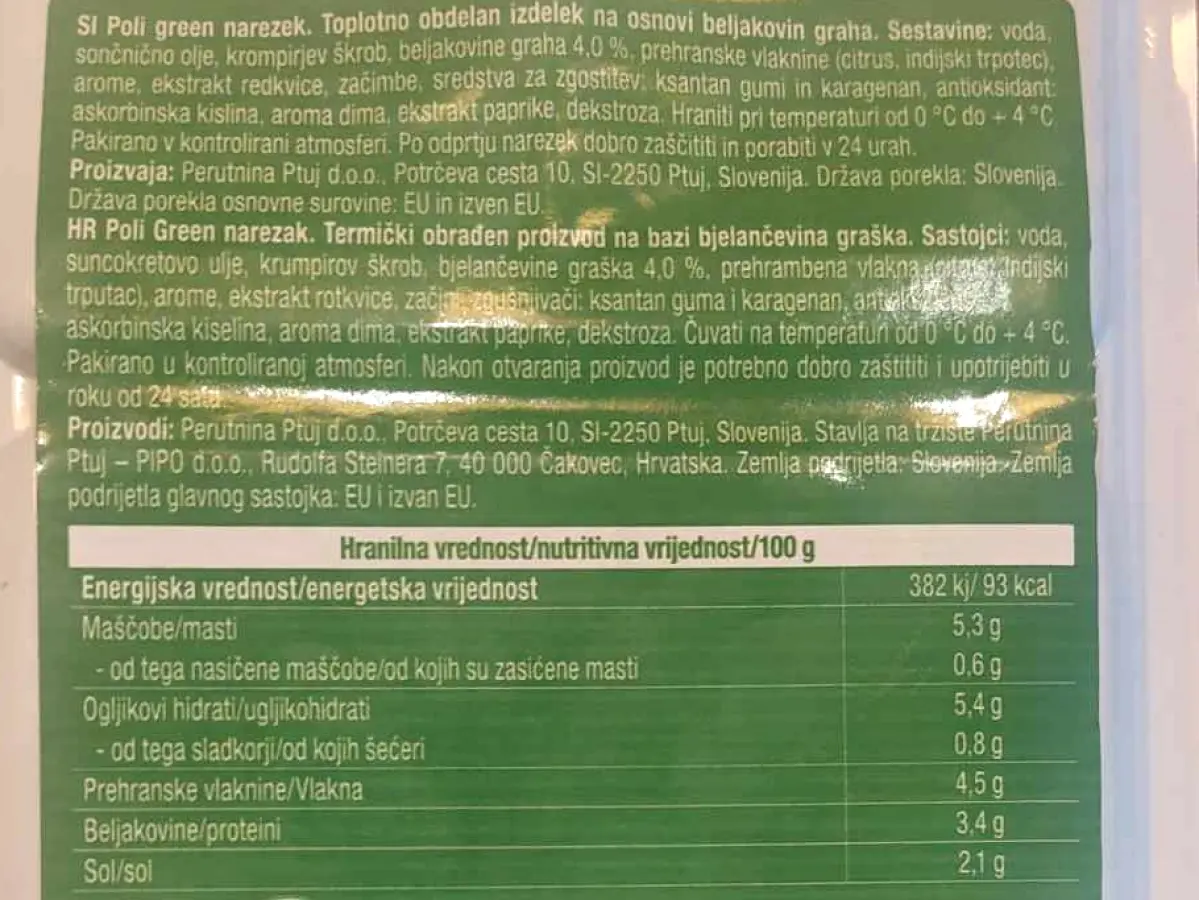 SI Poli green narezek. Toplotno obdelan izdelek na osnovi beljakovin graha. Sestavine: voda,
sončnično olje, krompirjev škrob, beljakovine graha 4,0 %, prehranske vlaknine (citrus, indijski trpotec),
arome, ekstrakt redkvice, začimbe, sredstva za zgostitev: ksantan gumi in karagenan, antioksidant:
askorbinska kislina, aroma dima, ekstrakt paprike, dekstroza. Hraniti pri temperaturi od 0 °C do + 4 °C
Pakirano v kontrolirani atmosferi. Po odprtju narezek dobro zaščititi in porabiti v 24 urah.
Proizvaja: Perutnina Ptuj d.o.o., Potrčeva cesta 10, SI-2250 Ptuj, Slovenija. Država porekla: Slovenija.
Država porekla osnovne surovine: EU in izven EU.
HR Poli Green narezak. Termički obrađen proizvod na bazi bjelančevina graška. Sastojci: voda,
suncokretovo ulje, krumpirov škrob, bjelančevine graška 4,0 %, prehrambena vlakna indijski
trputac), arome, ekstrakt rotkvice, zgušnjivači: ksantan guma i karagenan,
askorbinska kiselina, aroma dima, ekstrakt paprike, dekstroza. Čuvati na temperaturi od 0 °C do + 4 °C.
Pakirano u kontroliranoj atmosferi. Nakon otvaranja proizvod je potrebno dobro zaštititi i upotrijebiti u
roku od 24 sata.
Proizvodi: Perutnina Ptuj d.o.o., Potrčeva cesta 10, SI-2250 Ptuj, Slovenija. Stavlja na tržište Perutnina
Ptuj – PIPO d.o.o., Rudolfa Steinera 7, 40 000 Čakovec, Hrvatska. Zemlja podrijetla: Slovenija. Zemlja
podrijetla glavnog sastojka: EU i izvan EU.
Hranilna vrednost/nutritivna vrijednost/100 g
Energijska vrednost/energetska vrijednost 382 kj/ 93 kcal
Maščobe/masti 5,3 g
- od tega nasičene maščobe/od kojih su zasićene masti 0,6 g
Ogljikovi hidrati/ugljikohidrati 5,4 g
- od tega sladkorji/od kojih šećeri 0,8 g
Prehranske vlaknine/Vlakna 4,5 g
Beljakovine/proteini 3,4 g
Sol/sol 2,1 g